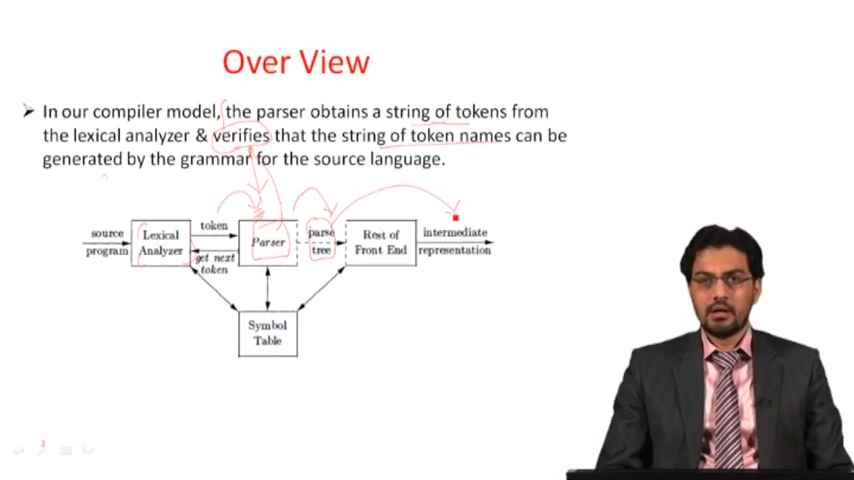 Over View
In our compiler model, the parser obtains a string of tokens from
the lexical analyzer & verifies that the string of token names can be
generated by the grammar for the source language.
source
program
Lexical
Analyzer
token
get next
token
Parser
parse
tree
Rest of
Front End
intermediate
representation
Symbol
Table
3